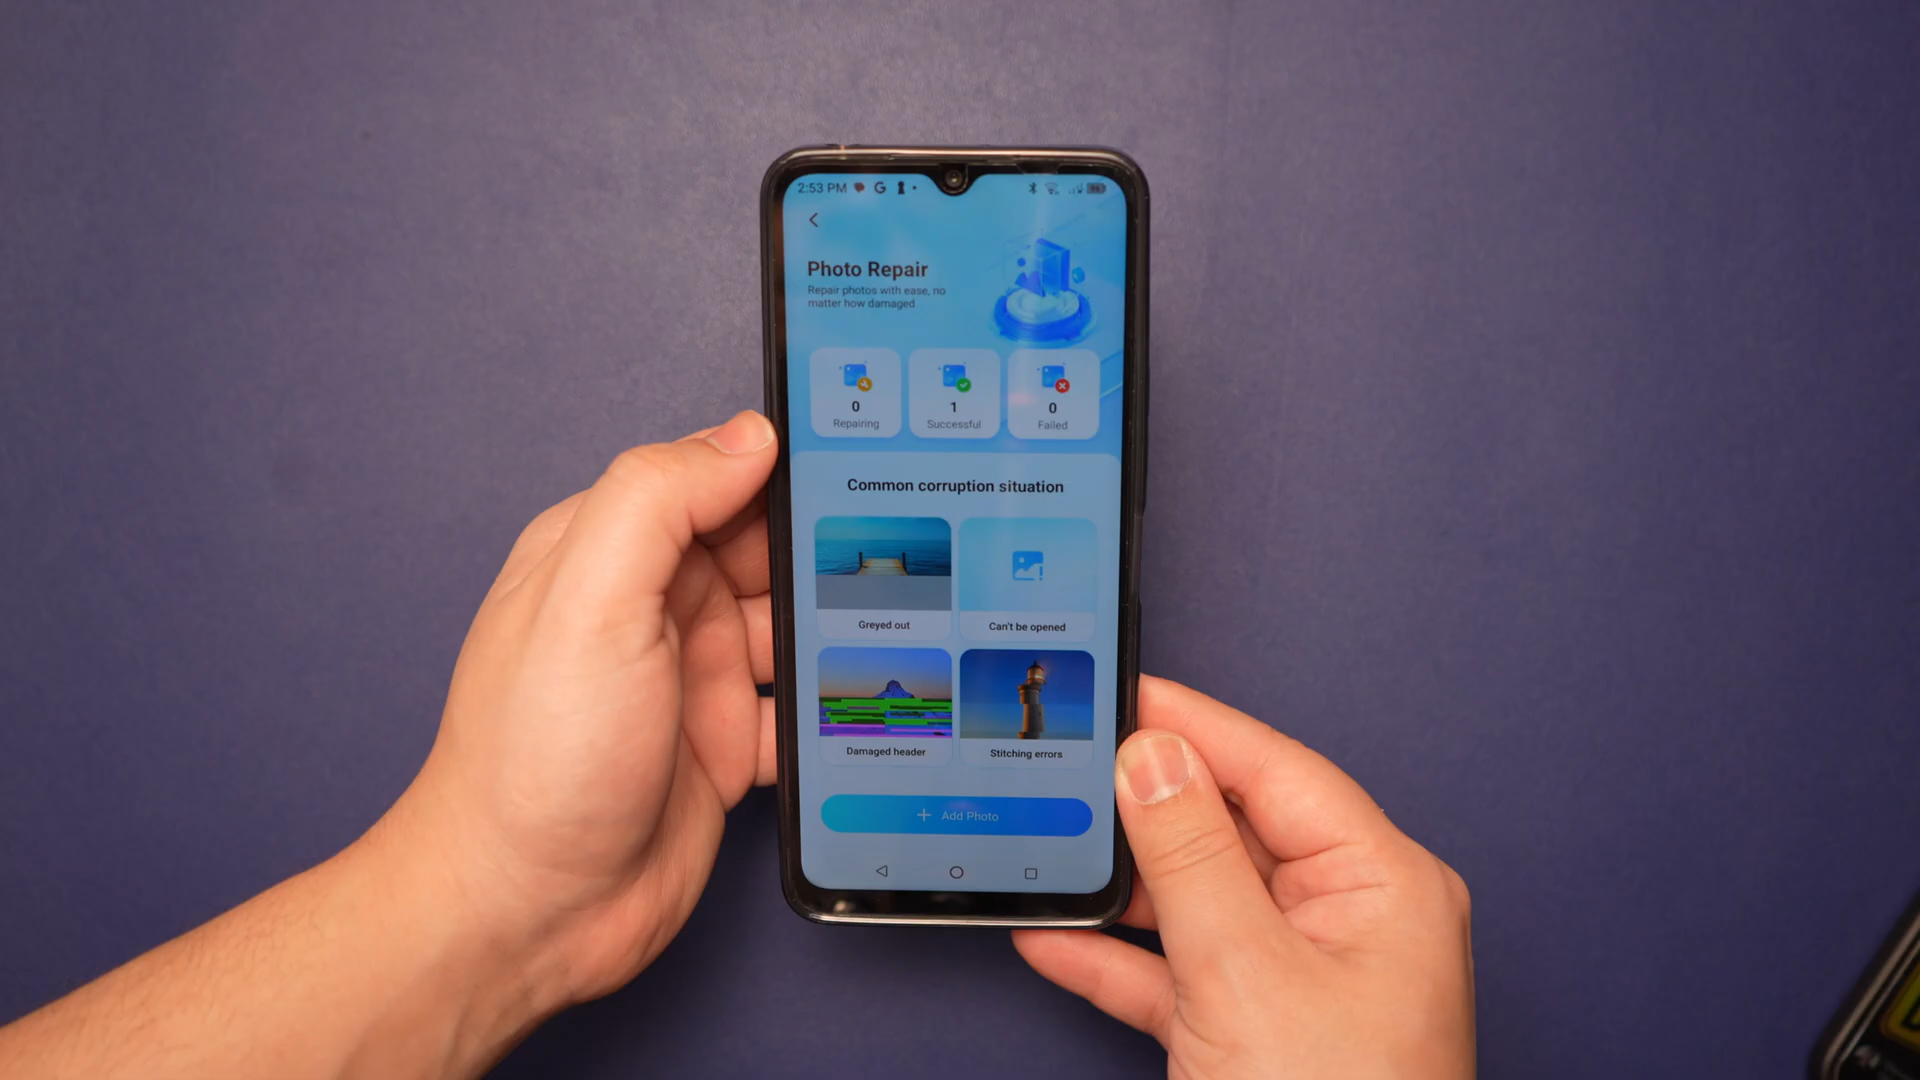 2:53 PM G
Photo Repair
Repair photos with ease, no
matter how damaged
0
Repairing
1
Successful
0
Failed
Common corruption situation
Greyed out
Can't be opened
Damaged header
Stitching errors
+ Add Photo